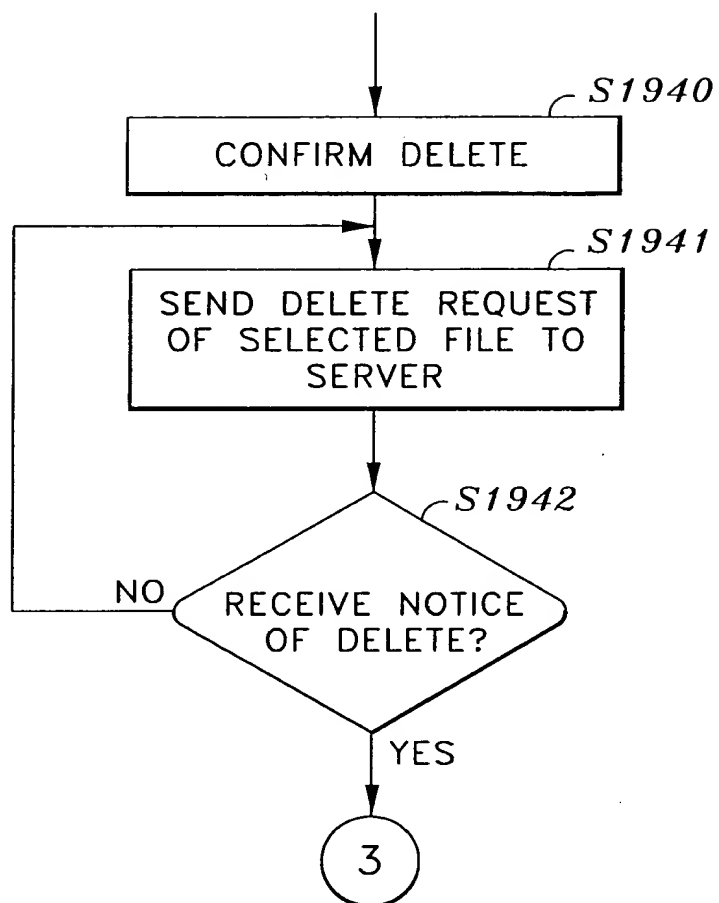 S1940
CONFIRM DELETE
S1941
SEND DELETE REQUEST
OF SELECTED FILE TO
SERVER
S1942
RECEIVE NOTICE
OF DELETE?
NO
YES
3